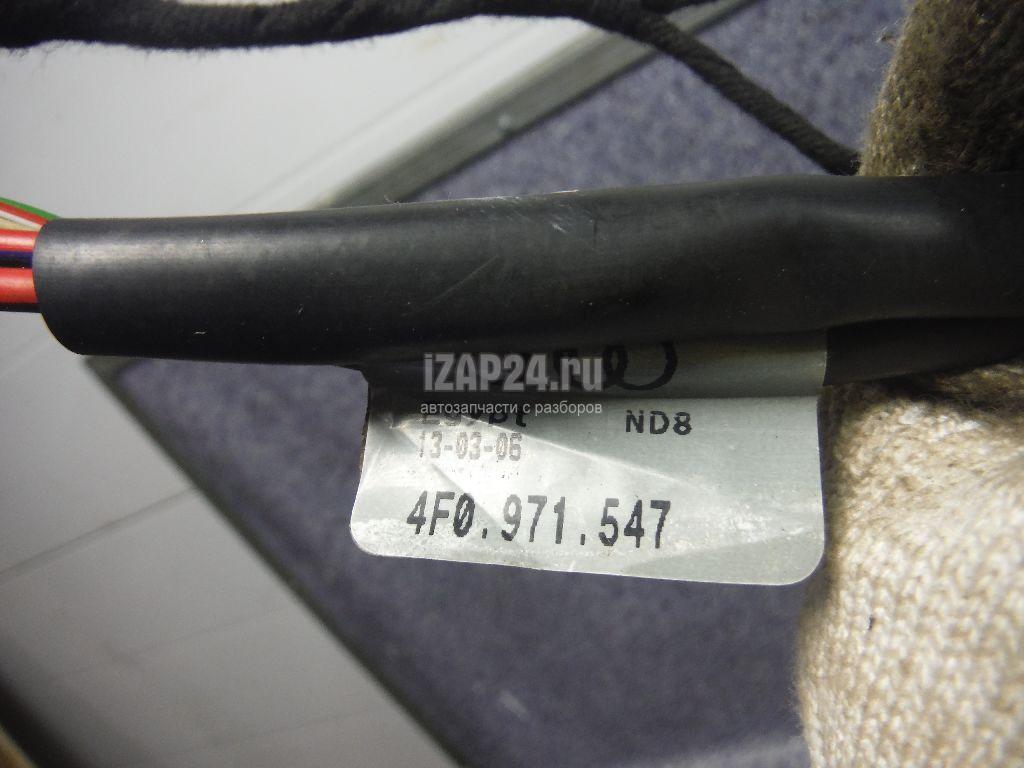 iZAP24.ru
автозапчасти с разборов
ND8
13-03-06
4F0.971.547